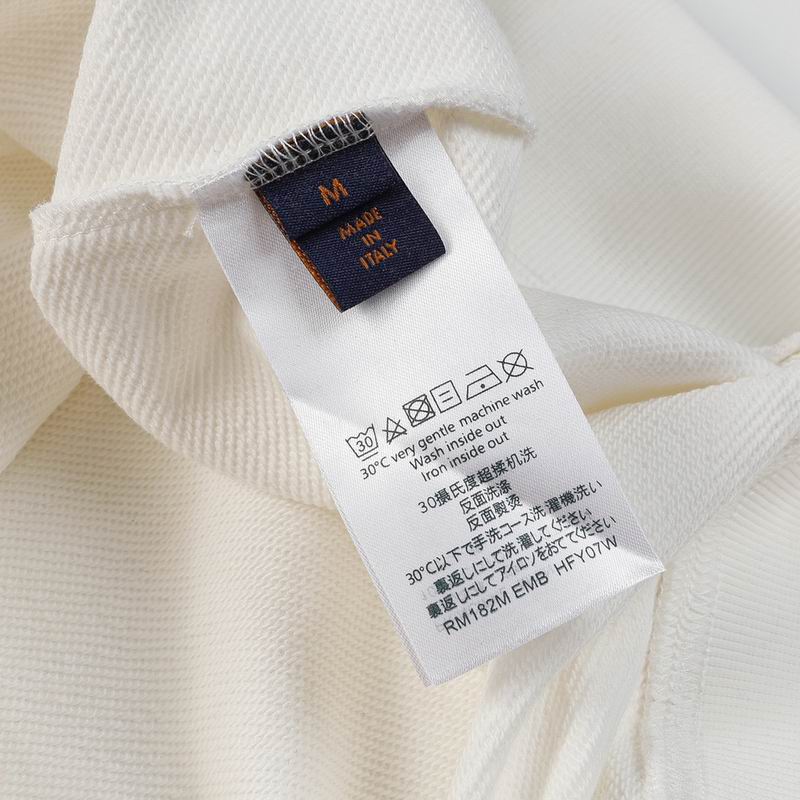 M
MADE
IN
ITALY
30
30°C very gentle machine wash
Wash inside out
Iron inside out
30摄氏度超揉机洗
反面洗涤
反面熨烫
30°C以下で手洗コース洗濯機洗い
裏返しにして洗濯してください
裏返しにしてアイロンをおててください
RM182M EMB HFY07W